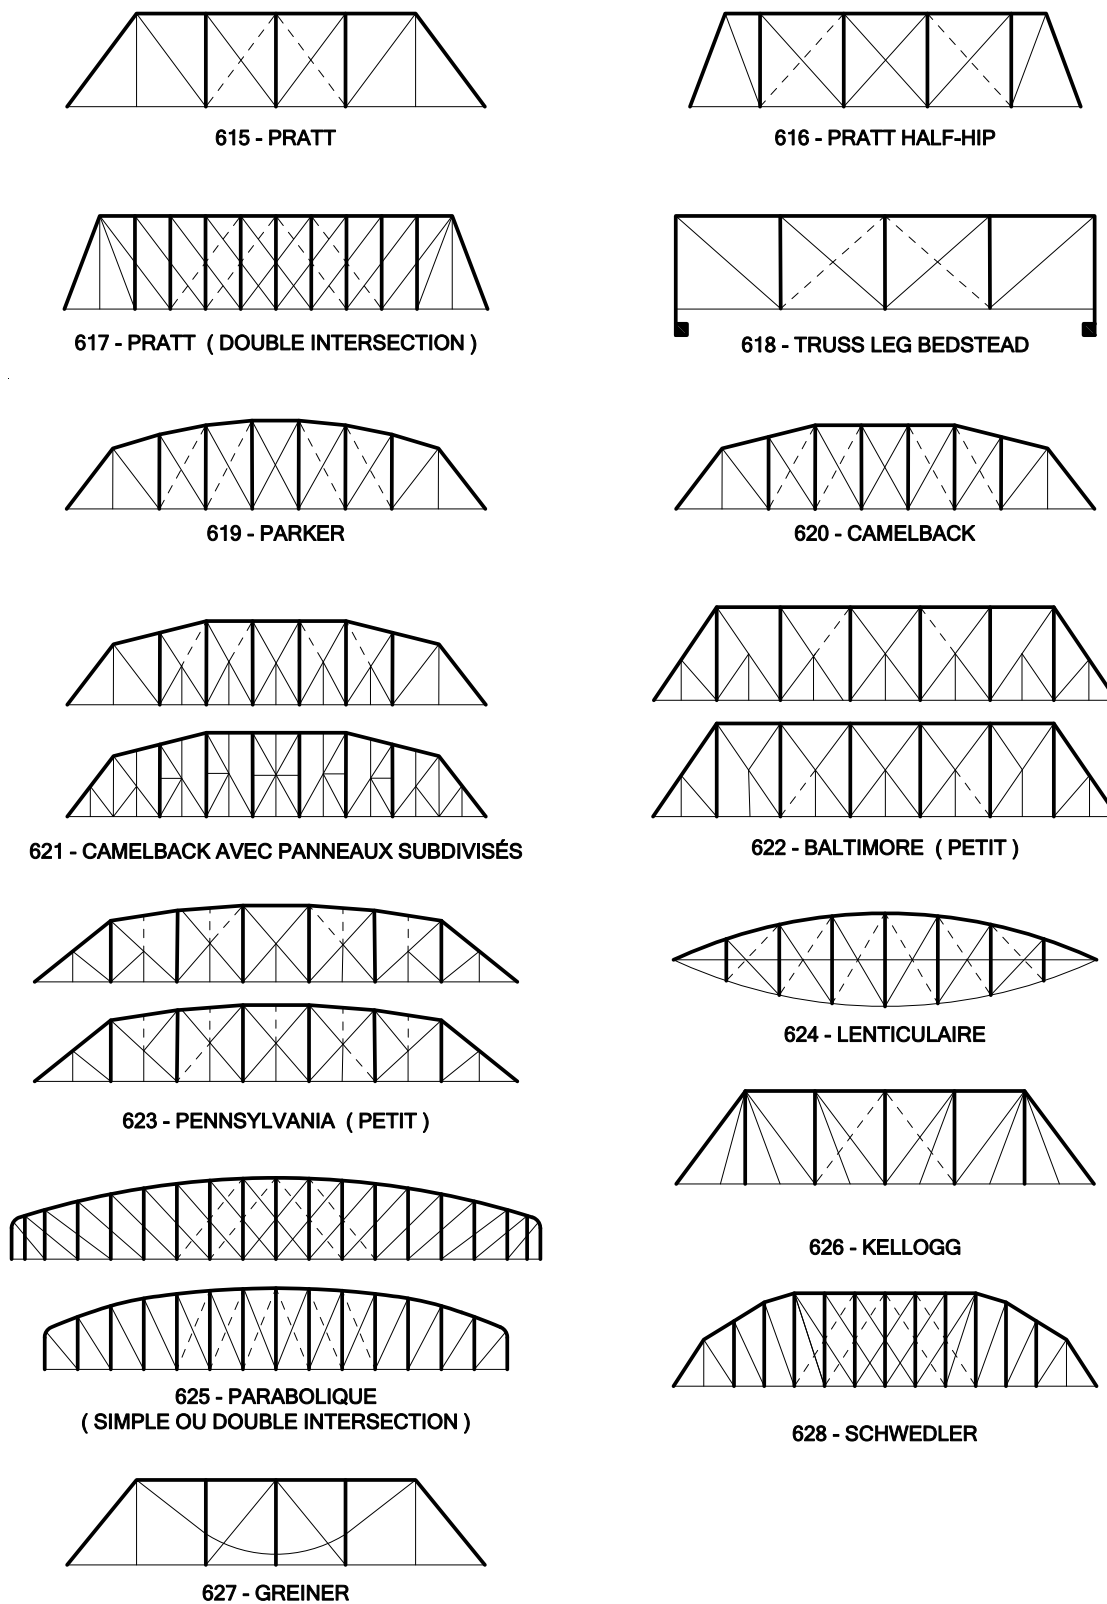 615 - PRATT
616 - PRATT HALF-HIP
617 - PRATT ( DOUBLE INTERSECTION )
618 - TRUSS LEG BEDSTEAD
619 - PARKER
620 - CAMELBACK
621 - CAMELBACK AVEC PANNEAUX SUBDIVISÉS
622 - BALTIMORE ( PETIT )
623 - PENNSYLVANIA ( PETIT )
624 - LENTICULAIRE
625 - PARABOLIQUE
( SIMPLE OU DOUBLE INTERSECTION )
626 - KELLOGG
627 - GREINER
628 - SCHWEDLER